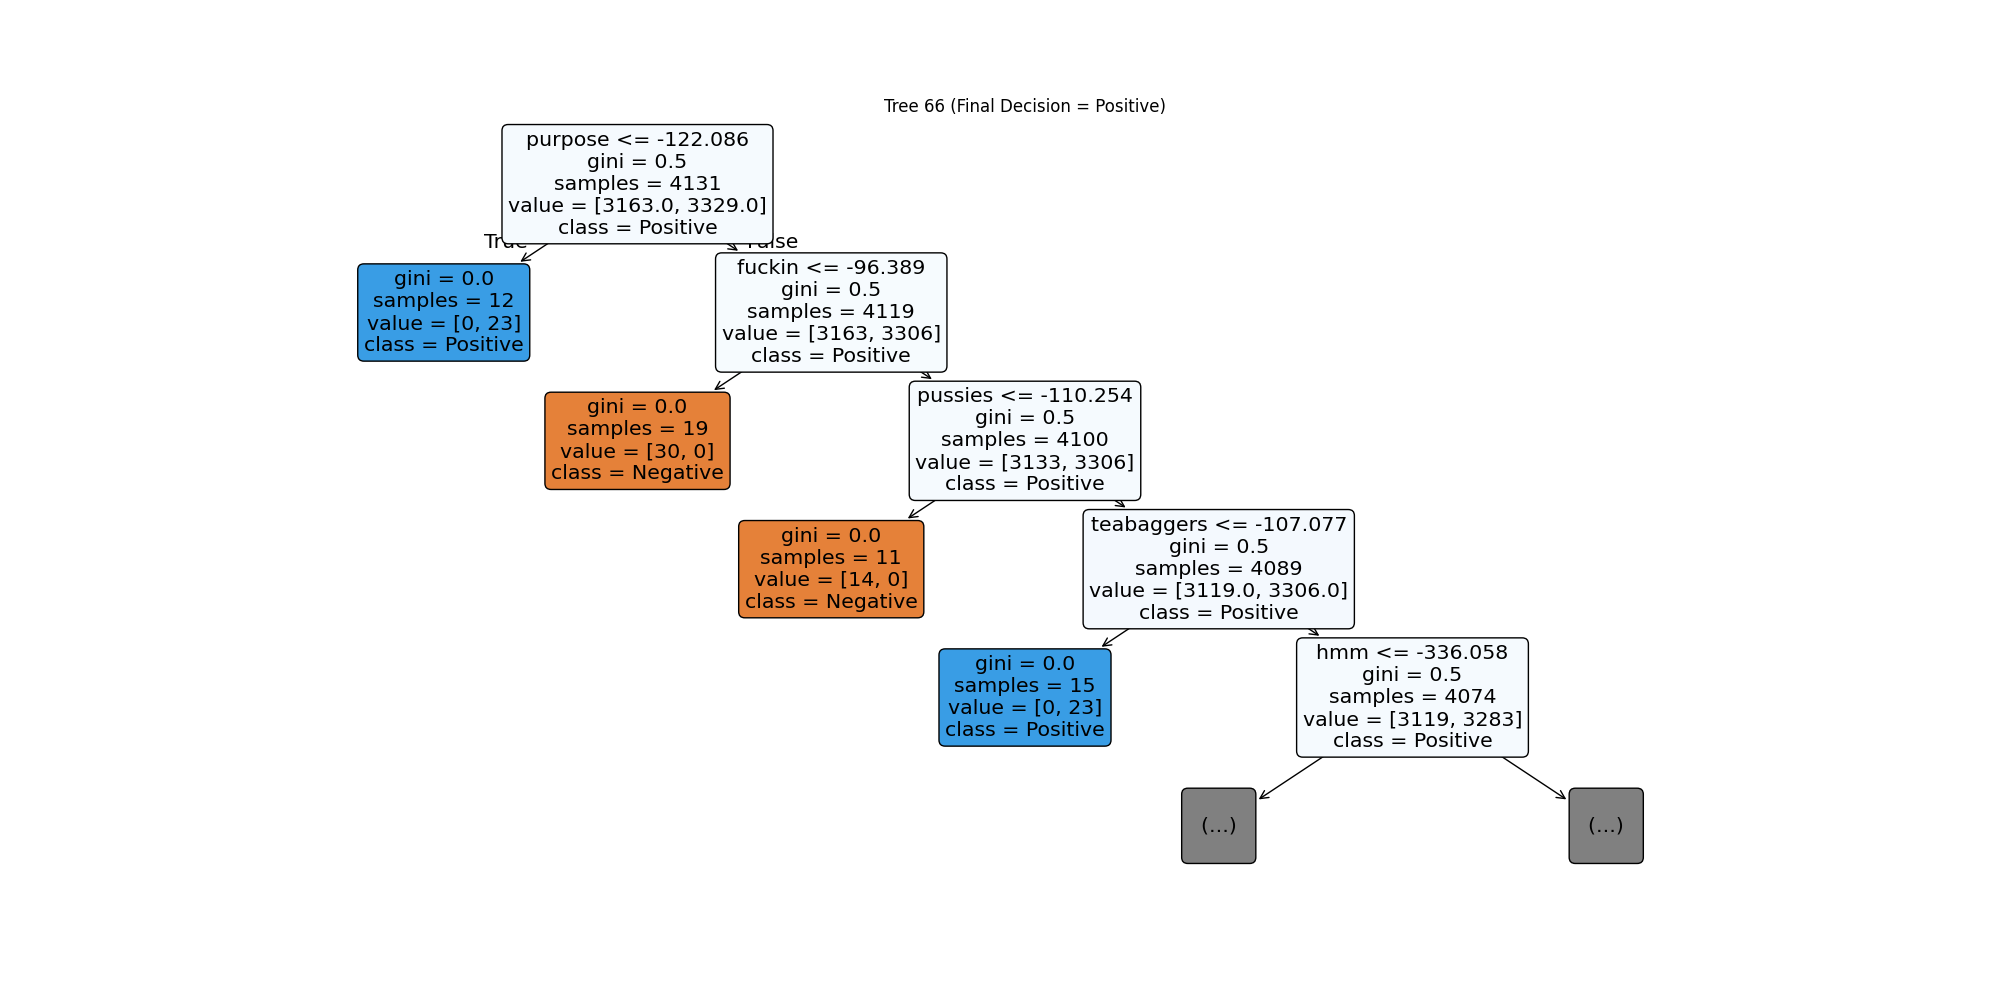 Tree 66 (Final Decision = Positive)
purpose <= -122.086
gini = 0.5
samples = 4131
value = [3163.0, 3329.0]
class = Positive
True
False
gini = 0.0
samples = 12
value = [0, 23]
class = Positive
fuckin <= -96.389
gini = 0.5
samples = 4119
value = [3163, 3306]
class = Positive
gini = 0.0
samples = 19
value = [30, 0]
class = Negative
pussies <= -110.254
gini = 0.5
samples = 4100
value = [3133, 3306]
class = Positive
gini = 0.0
samples = 11
value = [14, 0]
class = Negative
teabaggers <= -107.077
gini = 0.5
samples = 4089
value = [3119.0, 3306.0]
class = Positive
gini = 0.0
samples = 15
value = [0, 23]
class = Positive
hmm <= -336.058
gini = 0.5
samples = 4074
value = [3119, 3283]
class = Positive
(...)
(...)